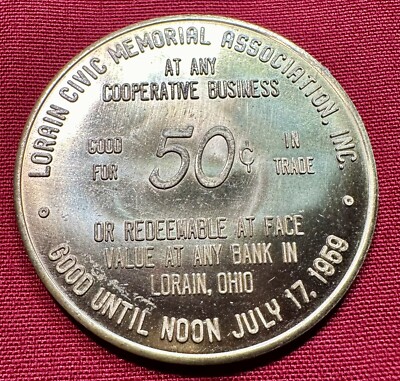 LORAIN CIVIC MEMORIAL ASSOCIATION, INC.
AT ANY
COOPERATIVE BUSINESS
GOOD FOR 50¢ IN TRADE
OR REDEEMABLE AT FACE
VALUE AT ANY BANK IN
LORAIN, OHIO
GOOD UNTIL NOON JULY 17, 1959